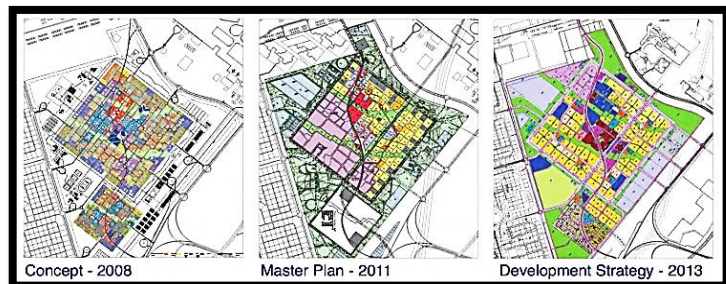 Concept - 2008
Master Plan - 2011
Development Strategy - 2013